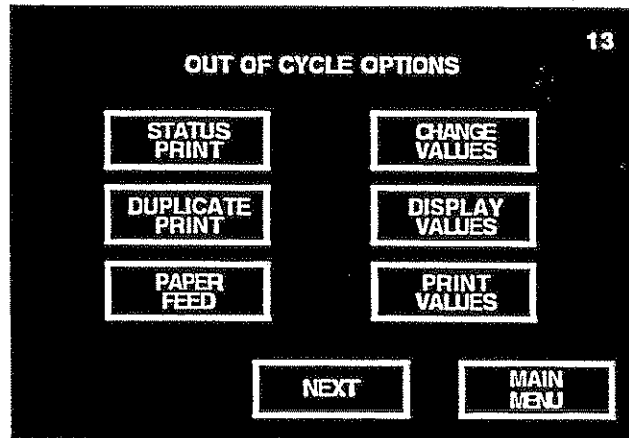 13
OUT OF CYCLE OPTIONS
STATUS
PRINT
CHANGE
VALUES
DUPLICATE
PRINT
DISPLAY
VALUES
PAPER
FEED
PRINT
VALUES
NEXT
MAIN
MENU